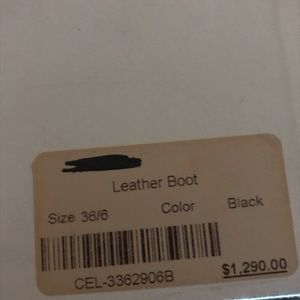 Leather Boot
Size 36/6 Color Black
CEL-3362906B $1,290.00